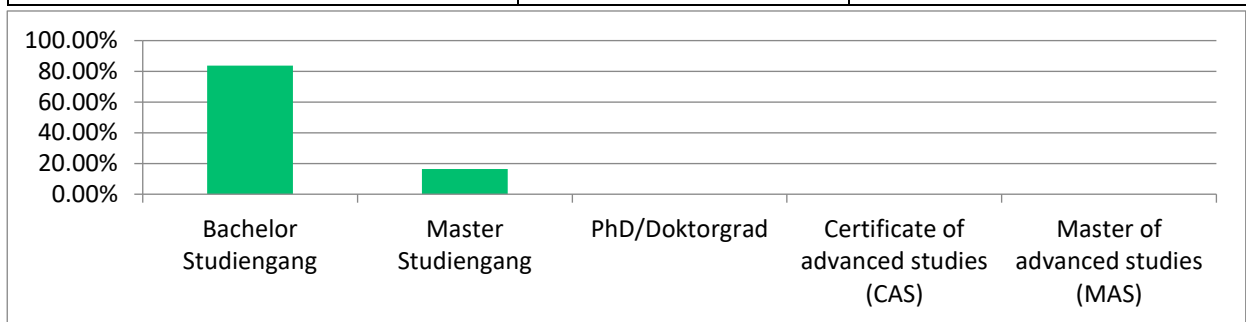 100.00%
80.00%
60.00%
40.00%
20.00%
0.00%
Bachelor
Studiengang
Master
Studiengang
PhD/Doktorgrad
Certificate of
advanced studies
(CAS)
Master of
advanced studies
(MAS)